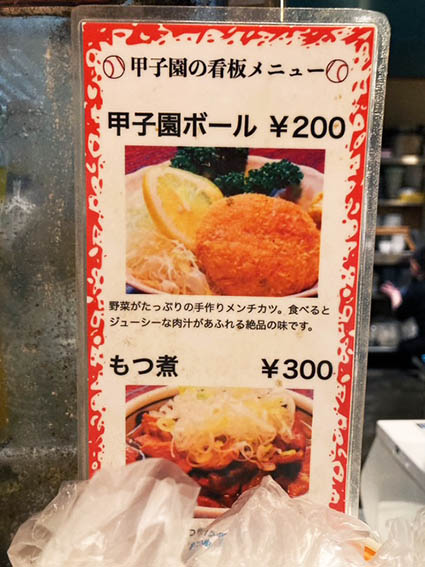 甲子園の看板メニュー
甲子園ボール ￥200
野菜がたっぷりの手作りメンチカツ。食べると
ジューシーな肉汁があふれる絶品の味です。
もつ煮 ￥300